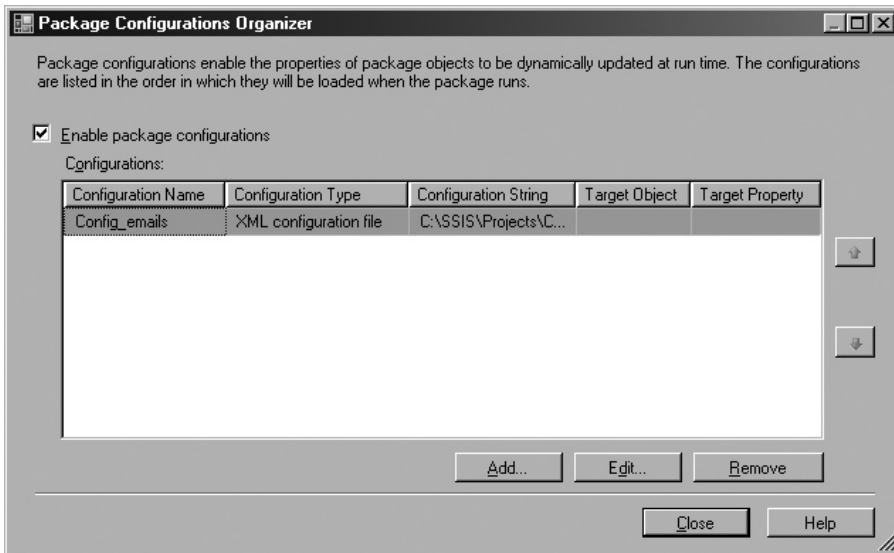 Package Configurations Organizer
Package configurations enable the properties of package objects to be dynamically updated at run time. The configurations
are listed in the order in which they will be loaded when the package runs.
Enable package configurations
Configurations:
Configuration Name Configuration Type Configuration String Target Object Target Property
Config_emails XML configuration file C:\SSIS\Projects\C...
Add... Edit... Remove
Close Help